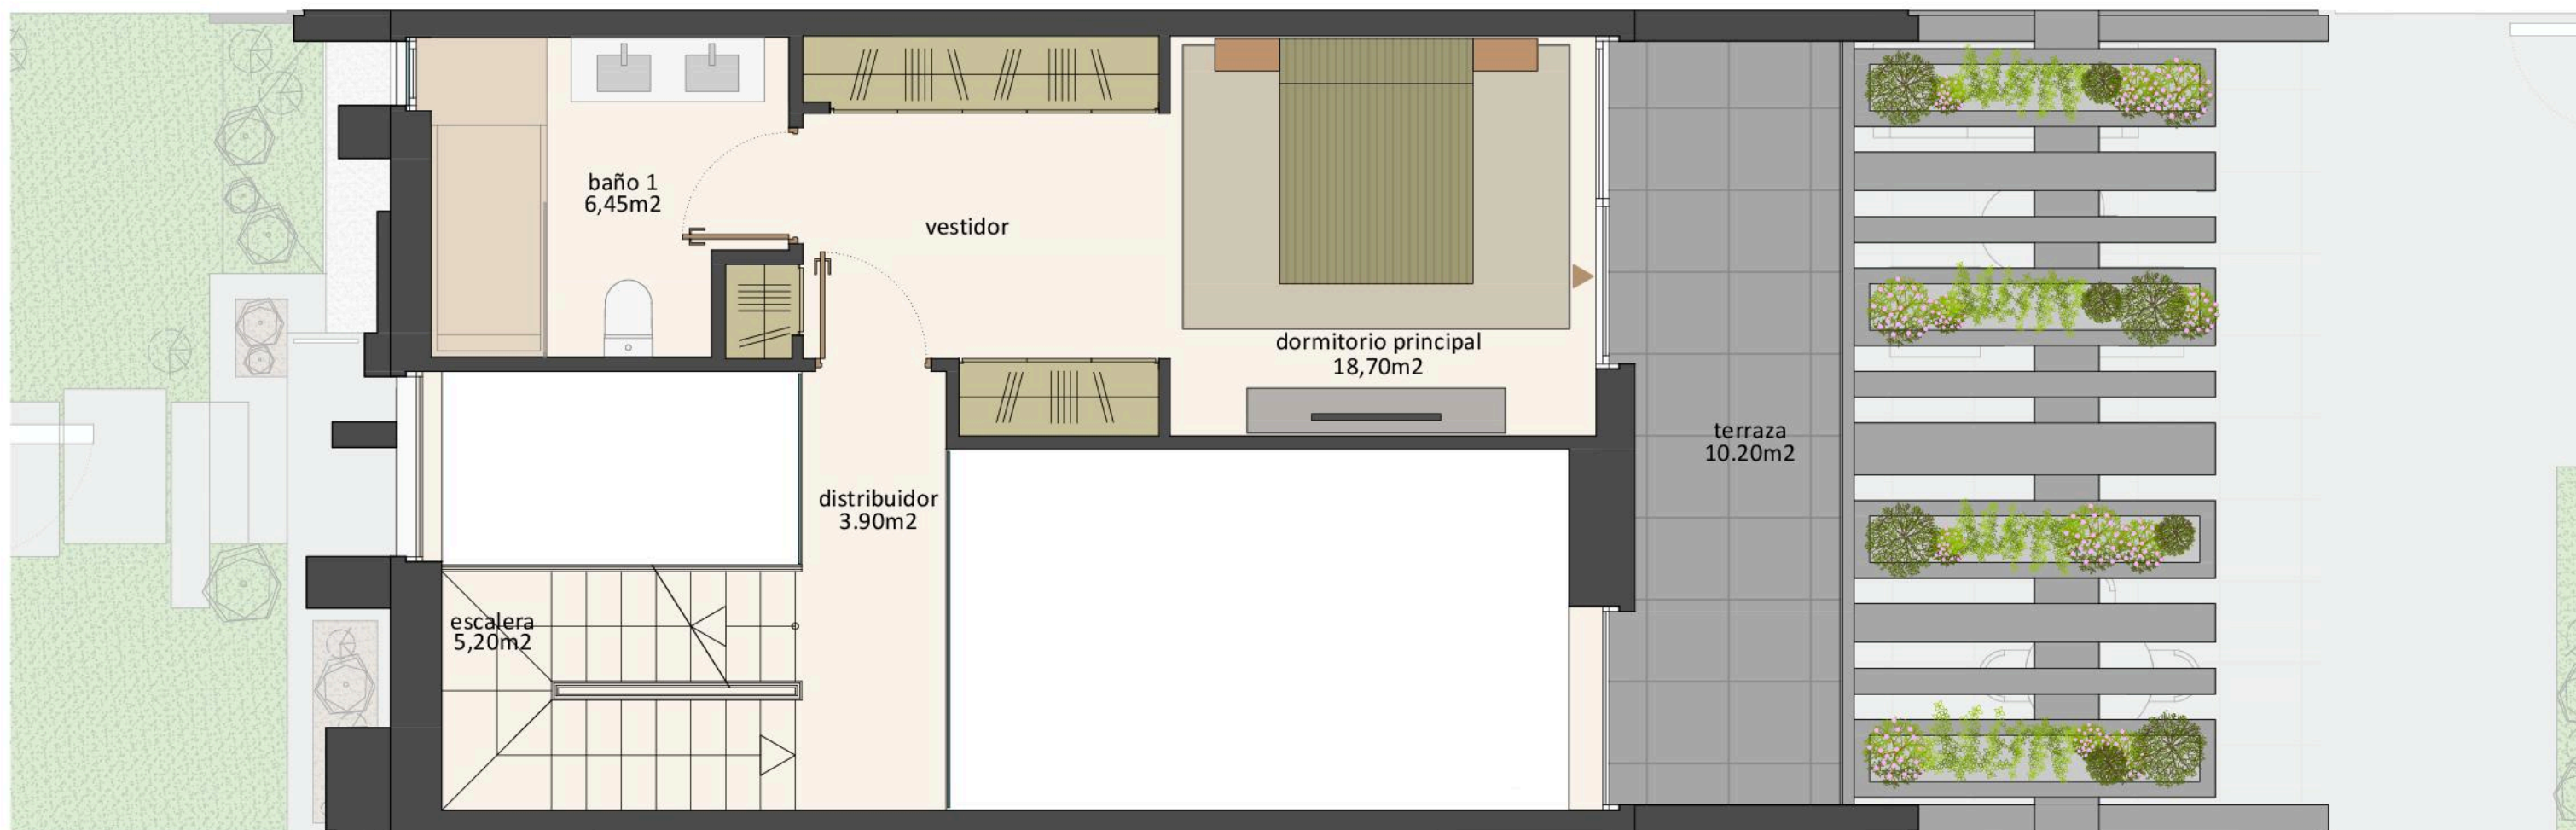 baño 1
6,45m2
vestidor
dormitorio principal
18,70m2
terraza
10.20m2
distribuidor
3.90m2
escalera
5,20m2